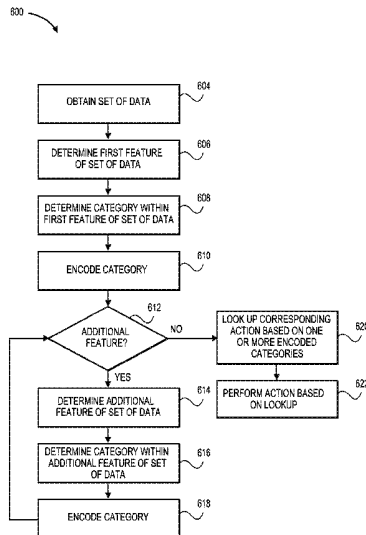 600
604
OBTAIN SET OF DATA
606
DETERMINE FIRST FEATURE
OF SET OF DATA
608
DETERMINE CATEGORY WITHIN
FIRST FEATURE OF SET OF DATA
610
ENCODE CATEGORY
612
ADDITIONAL
FEATURE?
NO
YES
620
LOOK UP CORRESPONDING
ACTION BASED ON ONE
OR MORE ENCODED
CATEGORIES
622
PERFORM ACTION BASED
ON LOOKUP
614
DETERMINE ADDITIONAL
FEATURE OF SET OF DATA
616
DETERMINE CATEGORY WITHIN
ADDITIONAL FEATURE OF SET
OF DATA
618
ENCODE CATEGORY